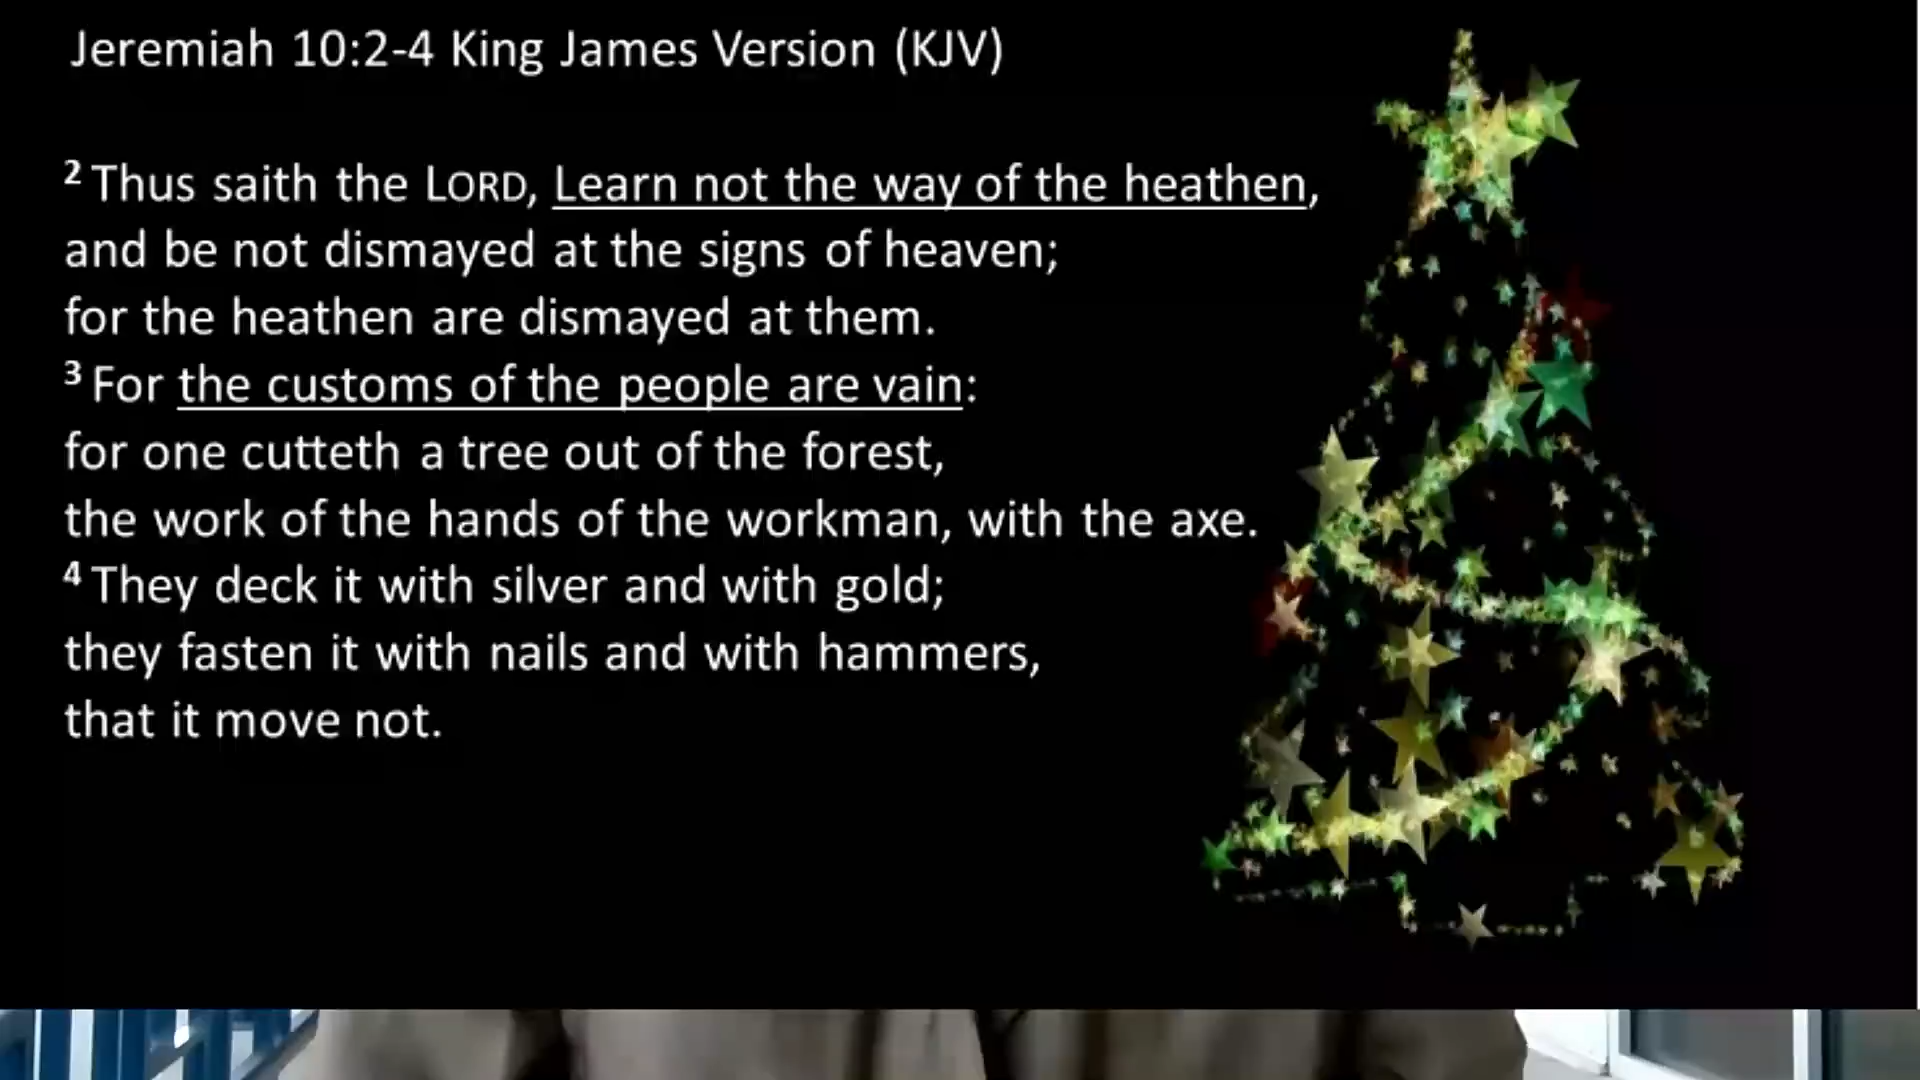 Jeremiah 10:2-4 King James Version (KJV)
2 Thus saith the LORD, Learn not the way of the heathen,
and be not dismayed at the signs of heaven;
for the heathen are dismayed at them.
3 For the customs of the people are vain:
for one cutteth a tree out of the forest,
the work of the hands of the workman, with the axe.
4 They deck it with silver and with gold;
they fasten it with nails and with hammers,
that it move not.